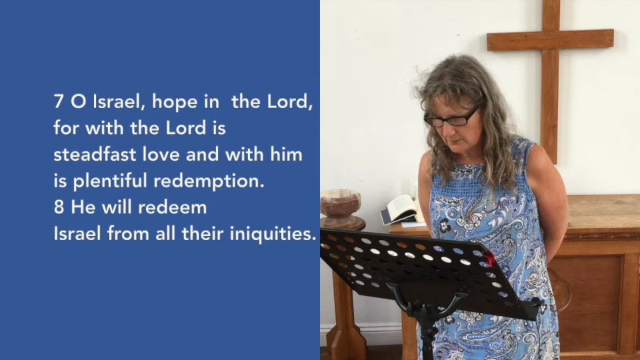 7 O Israel, hope in  the Lord,
for with the Lord is
steadfast love and with him
is plentiful redemption.
8 He will redeem
Israel from all their iniquities.